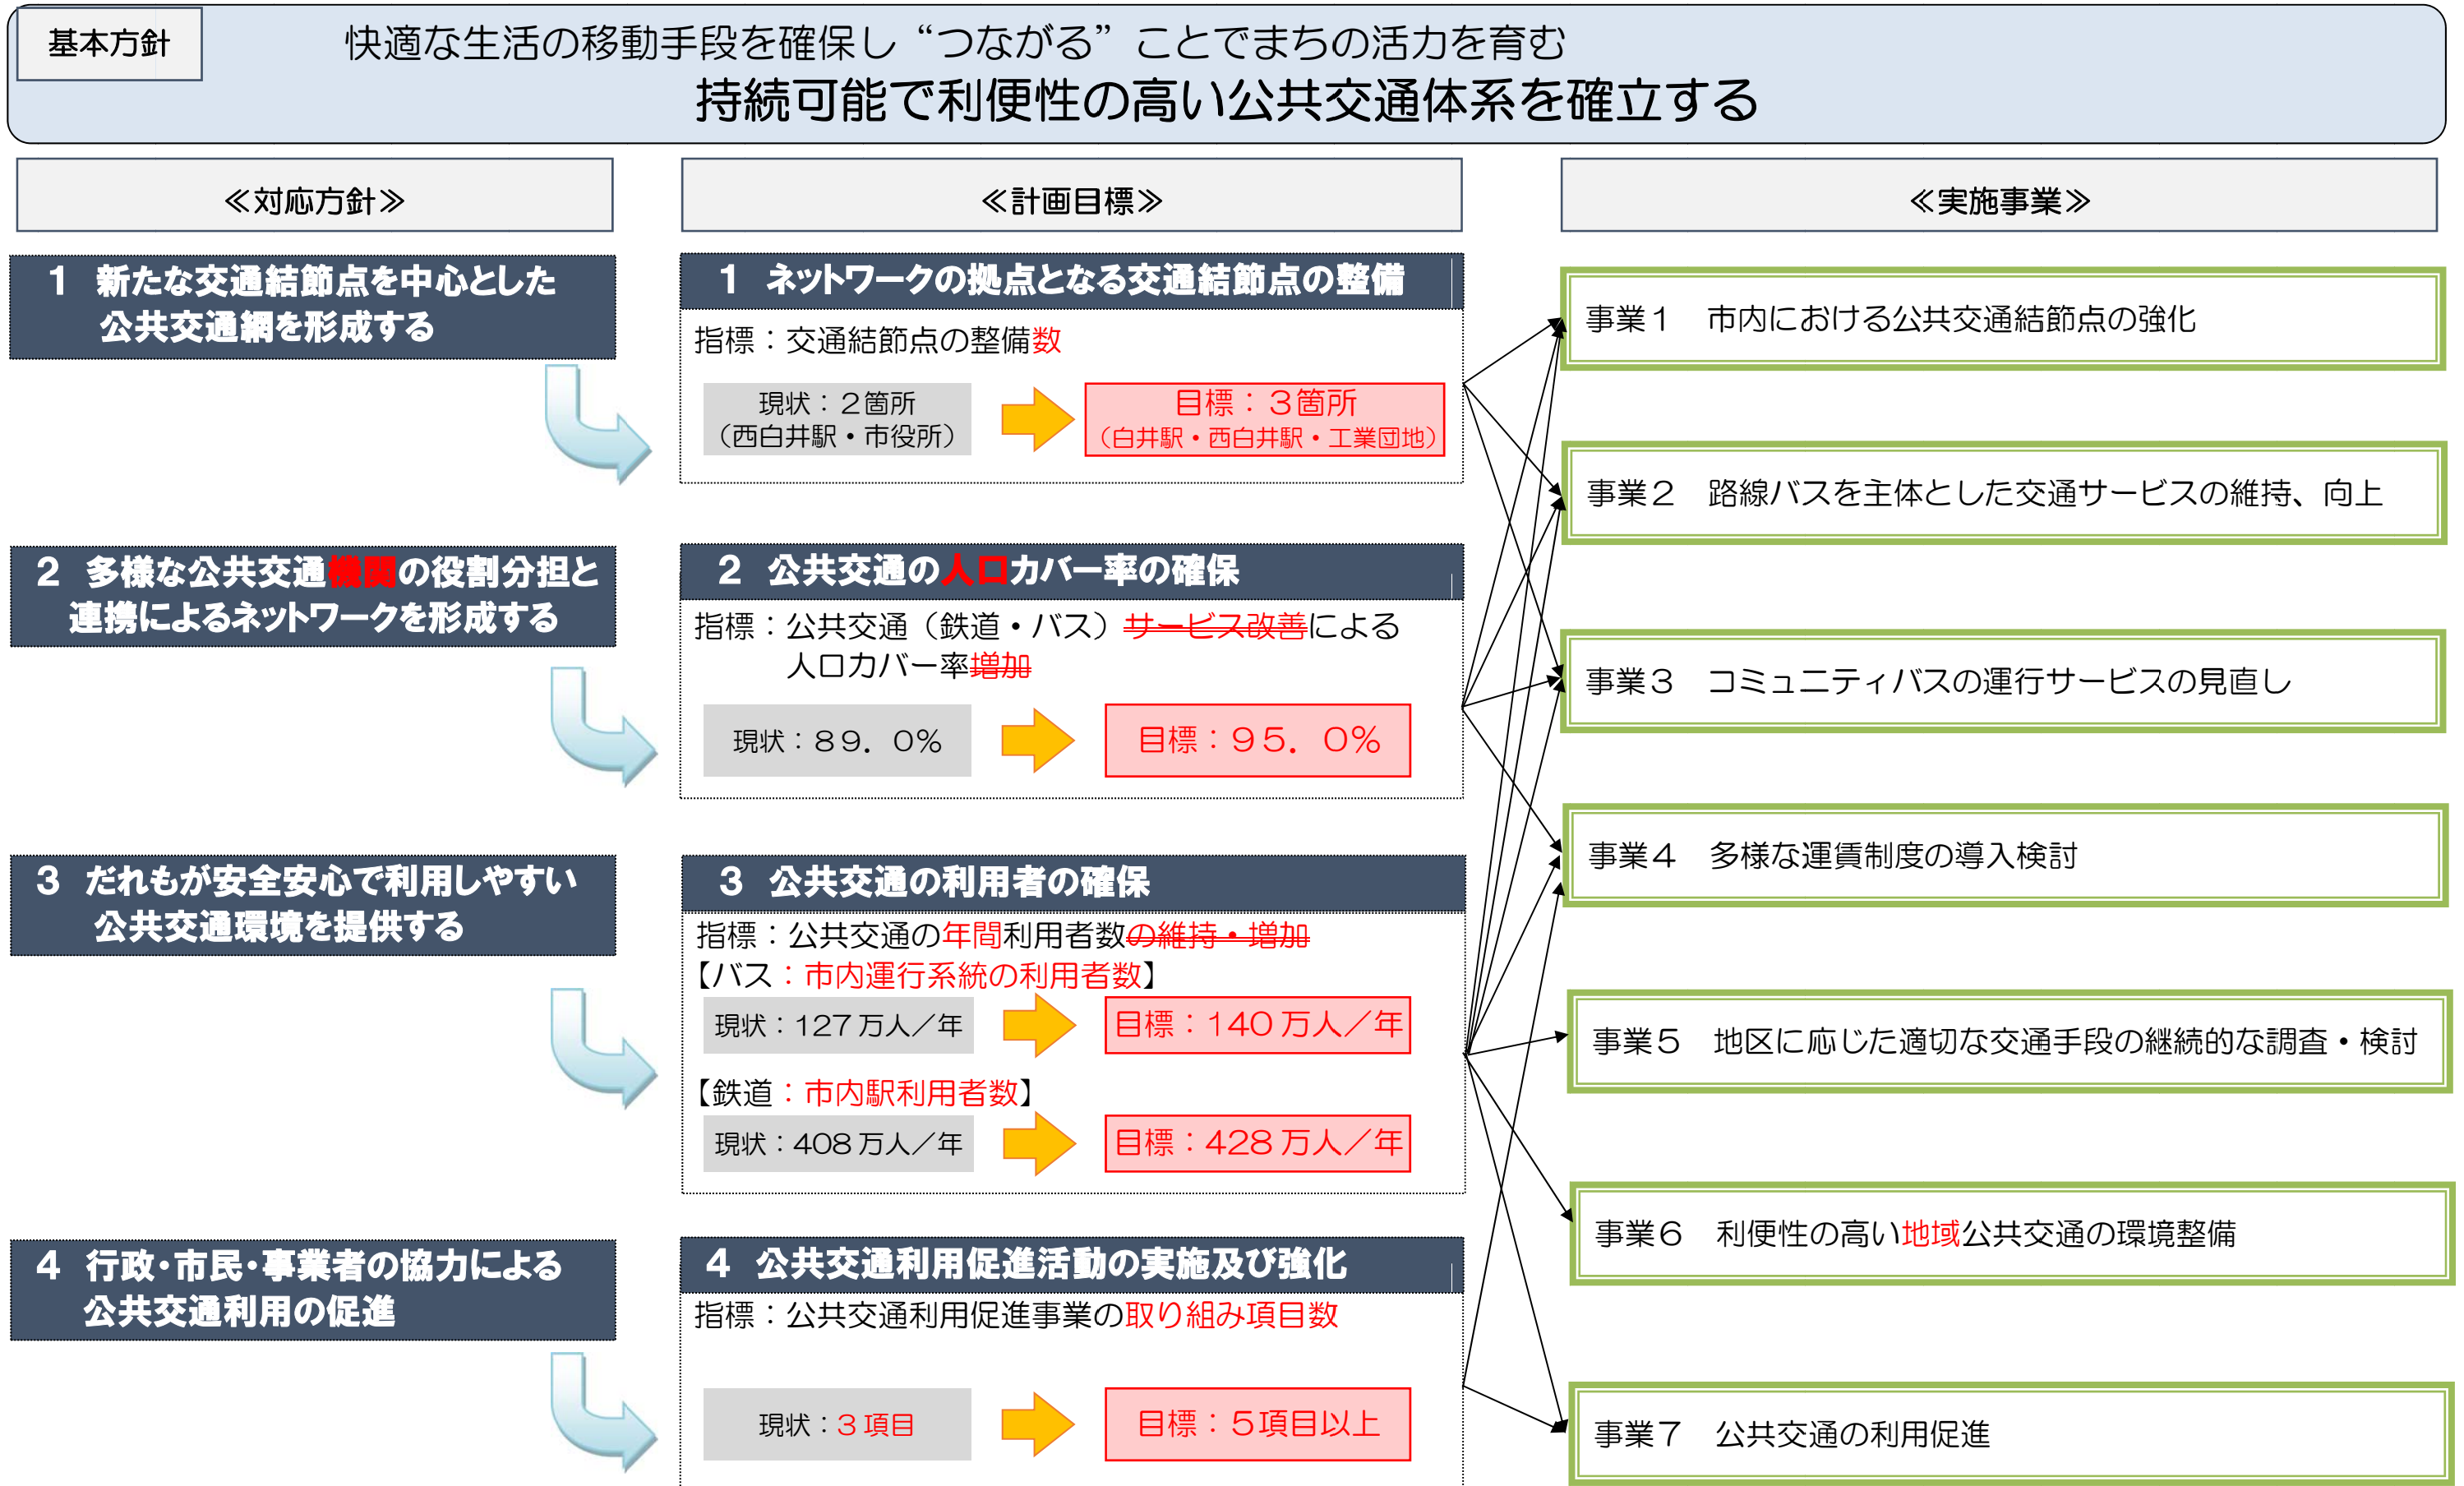 基本方針
快適な生活の移動手段を確保し“つながる”ことでまちの活力を育む
持続可能で利便性の高い公共交通体系を確立する
≪対応方針≫
1 新たな交通結節点を中心とした
公共交通網を形成する
2 多様な公共交通機関の役割分担と
連携によるネットワークを形成する
3 だれもが安全安心で利用しやすい
公共交通環境を提供する
4 行政・市民・事業者の協力による
公共交通利用の促進
≪計画目標≫
1 ネットワークの拠点となる交通結節点の整備
指標：交通結節点の整備数
現状：２箇所
（西白井駅・市役所）
目標：３箇所
（白井駅・西白井駅・工業団地）
2 公共交通の人口カバー率の確保
指標：公共交通（鉄道・バス）サービス改善による
人口カバー率増加
現状：８９．０％
目標：９５．０％
3 公共交通の利用者の確保
指標：公共交通の年間利用者数の維持・増加
【バス：市内運行系統の利用者数】
現状：127万人／年
目標：140万人／年
【鉄道：市内駅利用者数】
現状：408万人／年
目標：428万人／年
4 公共交通利用促進活動の実施及び強化
指標：公共交通利用促進事業の取り組み項目数
現状：３項目
目標：５項目以上
≪実施事業≫
事業１ 市内における公共交通結節点の強化
事業２ 路線バスを主体とした交通サービスの維持、向上
事業３ コミュニティバスの運行サービスの見直し
事業４ 多様な運賃制度の導入検討
事業５ 地区に応じた適切な交通手段の継続的な調査・検討
事業６ 利便性の高い地域公共交通の環境整備
事業７ 公共交通の利用促進